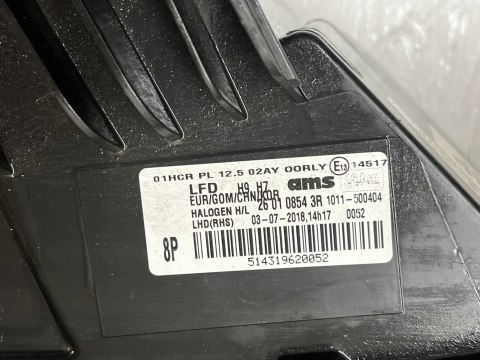 01HCR PL 12.5 02AY 00RLY E13 14517
LFD H9 H7 ams
EUR/GOM/CHN/KOR
HALOGEN H/L 26 01 0854 3R 1011-500404
LHD(RHS) 03-07-2018,14h17 0052
8P
514319620052